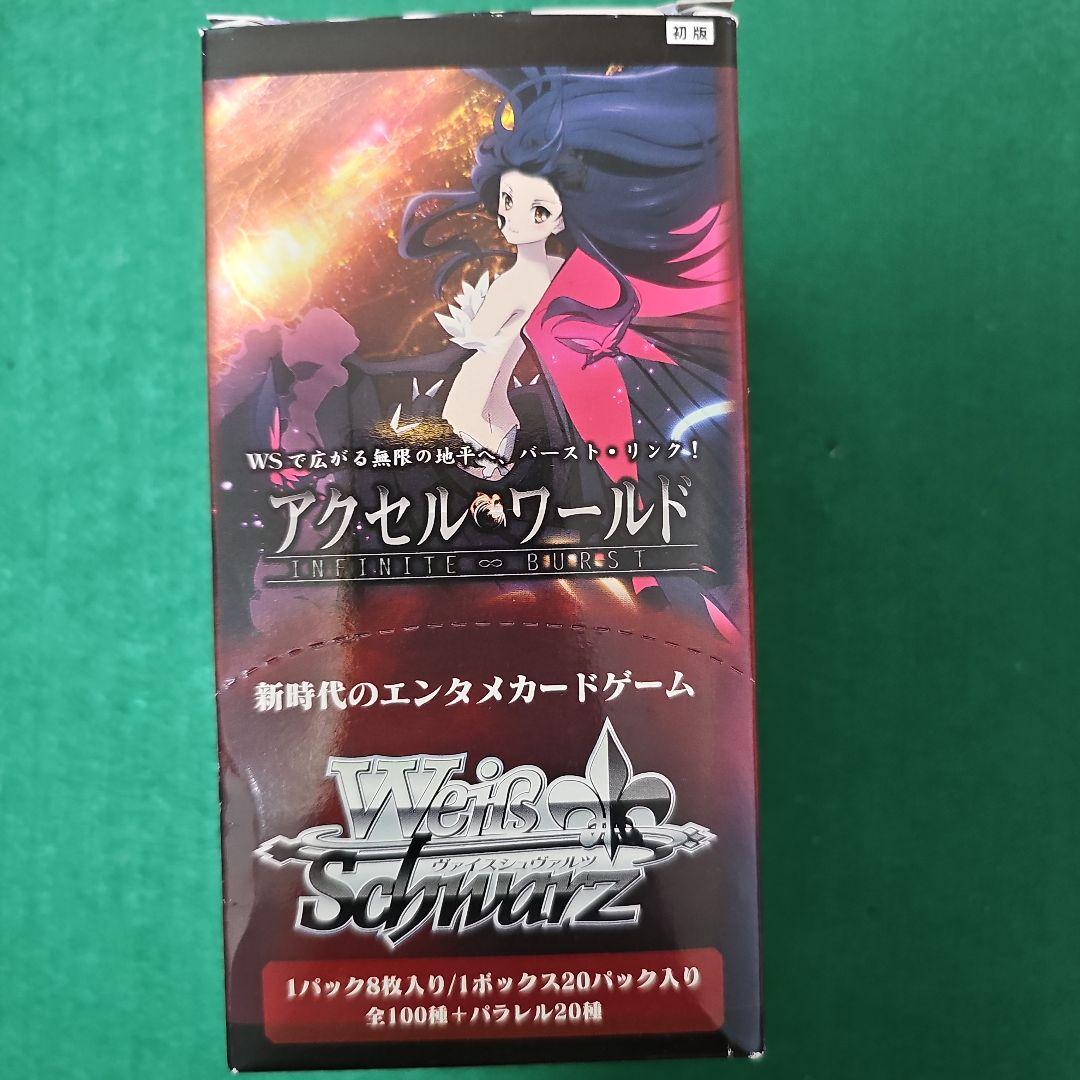 初版
WSで広がる無限の地平へ、バースト・リンク！
アクセル・ワールド
INFINITE ∞ BURST
新時代のエンタメカードゲーム
Weiß
ヴァイスシュヴァルツ
Schwarz
1パック8枚入り/1ボックス20パック入り
全100種+パラレル20種